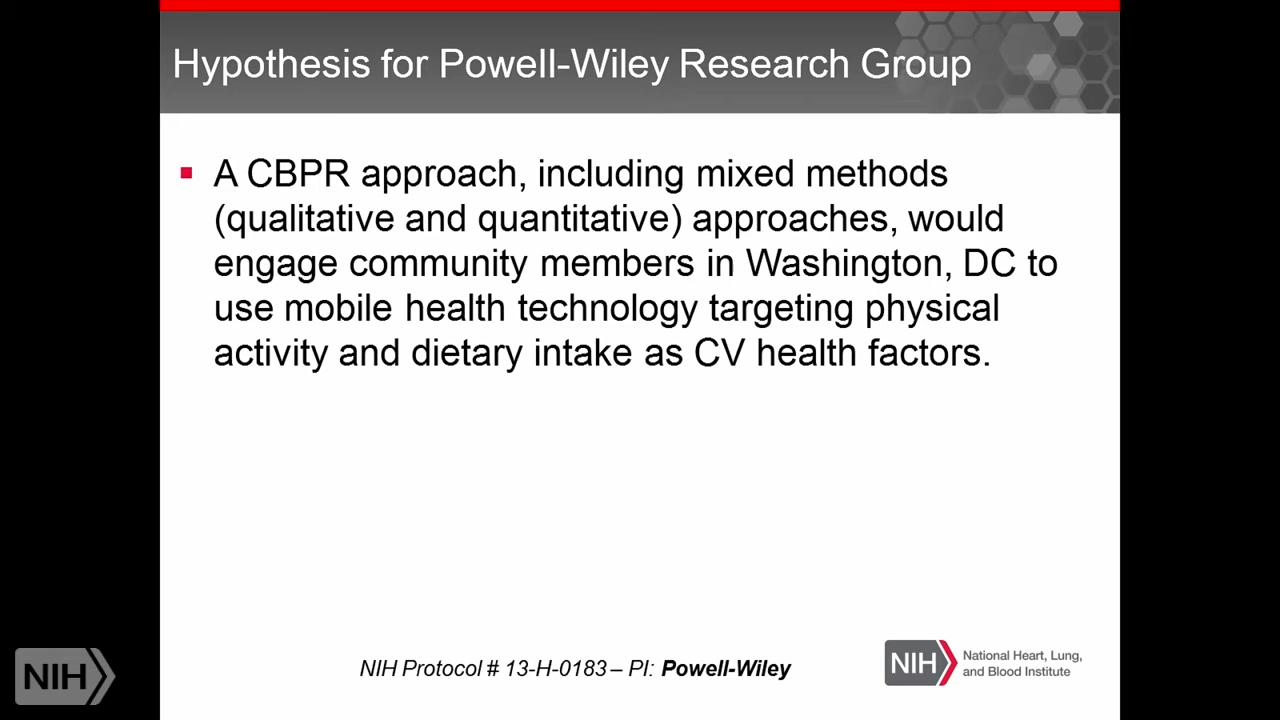 Hypothesis for Powell-Wiley Research Group
A CBPR approach, including mixed methods
(qualitative and quantitative) approaches, would
engage community members in Washington, DC to
use mobile health technology targeting physical
activity and dietary intake as CV health factors.
NIH
NIH Protocol # 13-H-0183 – PI: Powell-Wiley
NIH
National Heart, Lung,
and Blood Institute